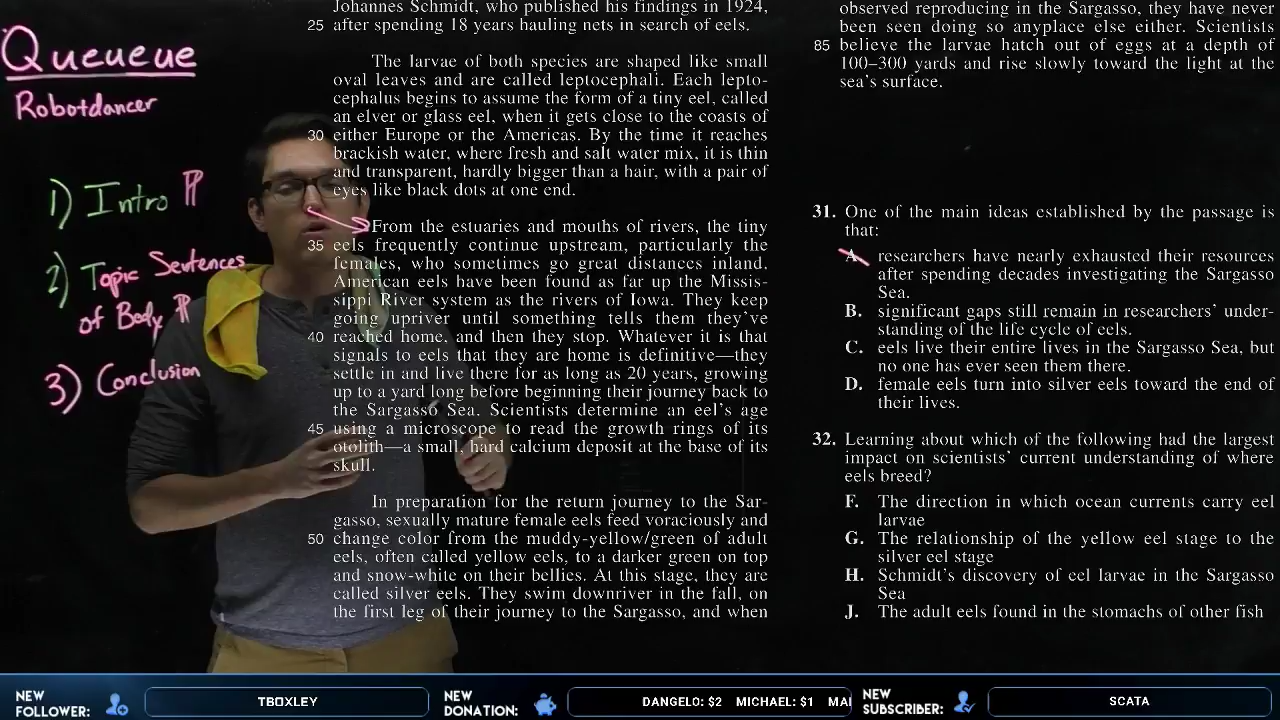 Queueue
Robotdancer
1) Intro ¶
2) Topic Sentences
of Body ¶
3) Conclusion
Johannes Schmidt, who published his findings in 1924,
25 after spending 18 years hauling nets in search of eels.
The larvae of both species are shaped like small
oval leaves and are called leptocephali. Each lepto-
cephalus begins to assume the form of a tiny eel, called
an elver or glass eel, when it gets close to the coasts of
30 either Europe or the Americas. By the time it reaches
brackish water, where fresh and salt water mix, it is thin
and transparent, hardly bigger than a hair, with a pair of
eyes like black dots at one end.
From the estuaries and mouths of rivers, the tiny
35 eels frequently continue upstream, particularly the
females, who sometimes go great distances inland.
American eels have been found as far up the Missis-
sippi River system as the rivers of Iowa. They keep
going upriver until something tells them they've
40 reached home, and then they stop. Whatever it is that
signals to eels that they are home is definitive—they
settle in and live there for as long as 20 years, growing
up to a yard long before beginning their journey back to
the Sargasso Sea. Scientists determine an eel's age
45 using a microscope to read the growth rings of its
otolith—a small, hard calcium deposit at the base of its
skull.
In preparation for the return journey to the Sar-
gasso, sexually mature female eels feed voraciously and
50 change color from the muddy-yellow/green of adult
eels, often called yellow eels, to a darker green on top
and snow-white on their bellies. At this stage, they are
called silver eels. They swim downriver in the fall, on
the first leg of their journey to the Sargasso, and when
observed reproducing in the Sargasso, they have never
been seen doing so anyplace else either. Scientists
85 believe the larvae hatch out of eggs at a depth of
100–300 yards and rise slowly toward the light at the
sea's surface.
31. One of the main ideas established by the passage is
that:
A. researchers have nearly exhausted their resources
after spending decades investigating the Sargasso
Sea.
B. significant gaps still remain in researchers' under-
standing of the life cycle of eels.
C. eels live their entire lives in the Sargasso Sea, but
no one has ever seen them there.
D. female eels turn into silver eels toward the end of
their lives.
32. Learning about which of the following had the largest
impact on scientists' current understanding of where
eels breed?
F. The direction in which ocean currents carry eel
larvae
G. The relationship of the yellow eel stage to the
silver eel stage
H. Schmidt's discovery of eel larvae in the Sargasso
Sea
J. The adult eels found in the stomachs of other fish
NEW FOLLOWER: TBOXLEY
NEW DONATION: DANGELO: $2 MICHAEL: $1 MAI
NEW SUBSCRIBER: SCATA